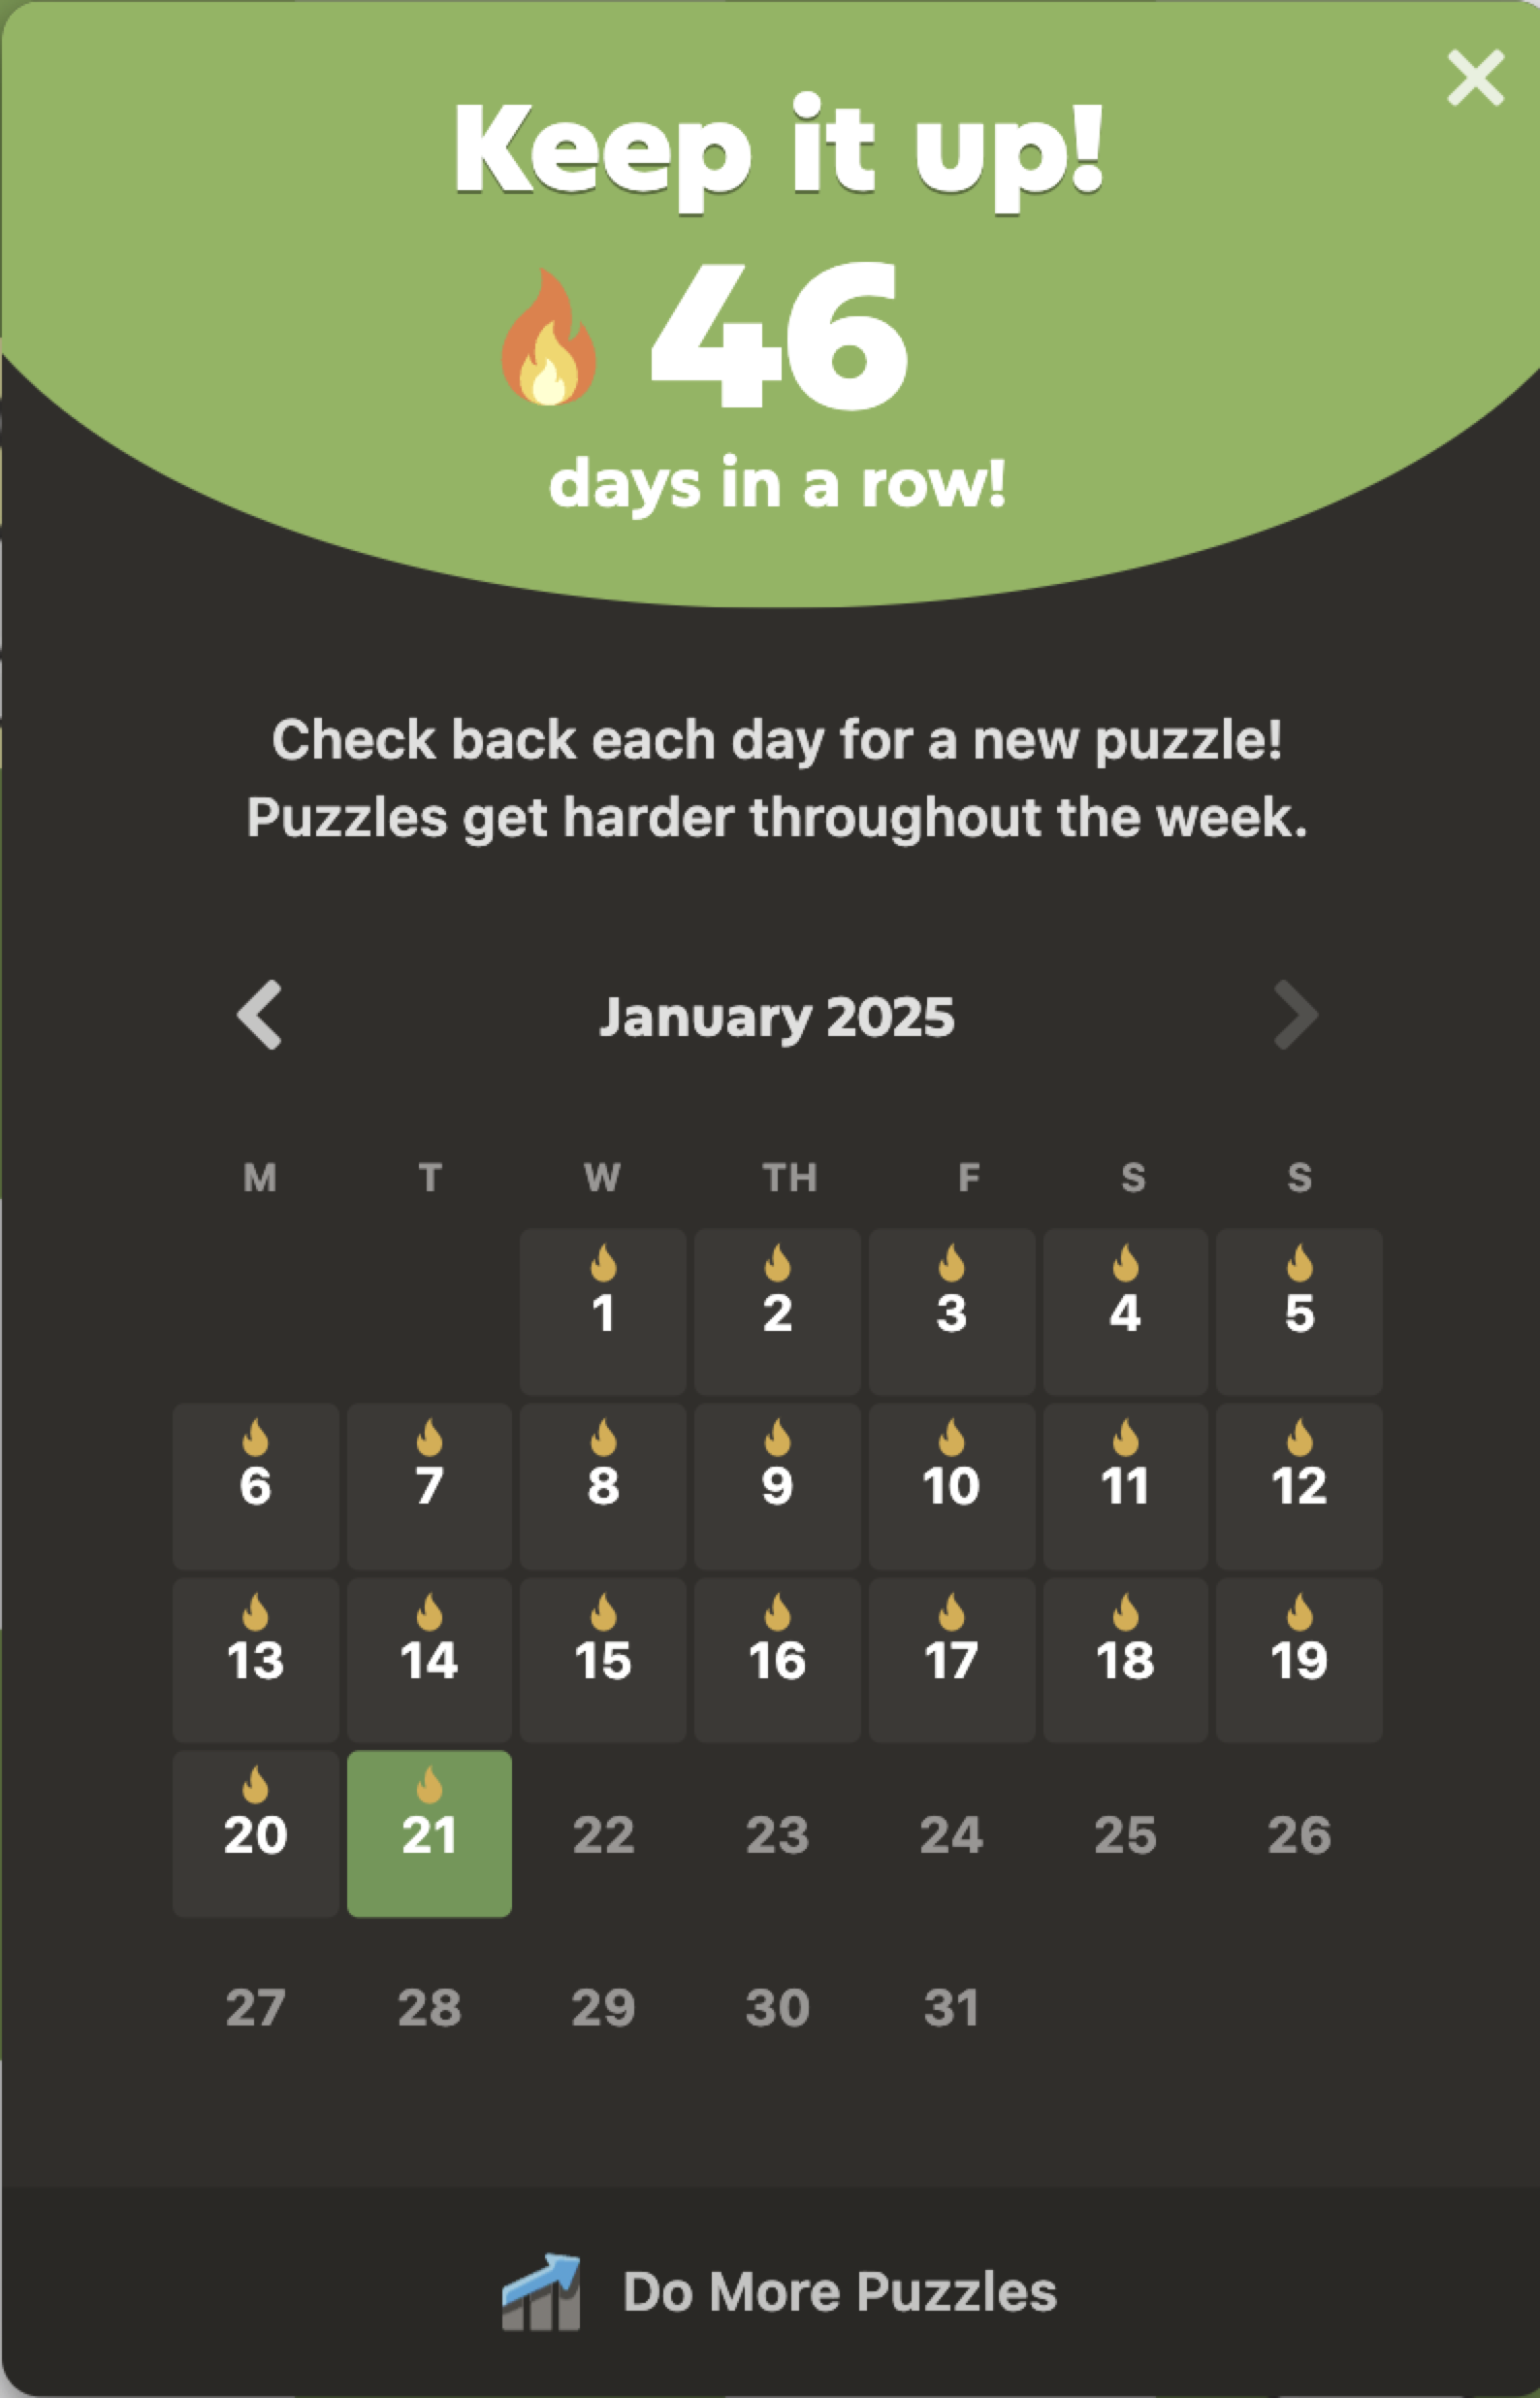 Keep it up!
46
days in a row!
Check back each day for a new puzzle!
Puzzles get harder throughout the week.
January 2025
M T W TH F S S
1 2 3 4 5
6 7 8 9 10 11 12
13 14 15 16 17 18 19
20 21 22 23 24 25 26
27 28 29 30 31
Do More Puzzles